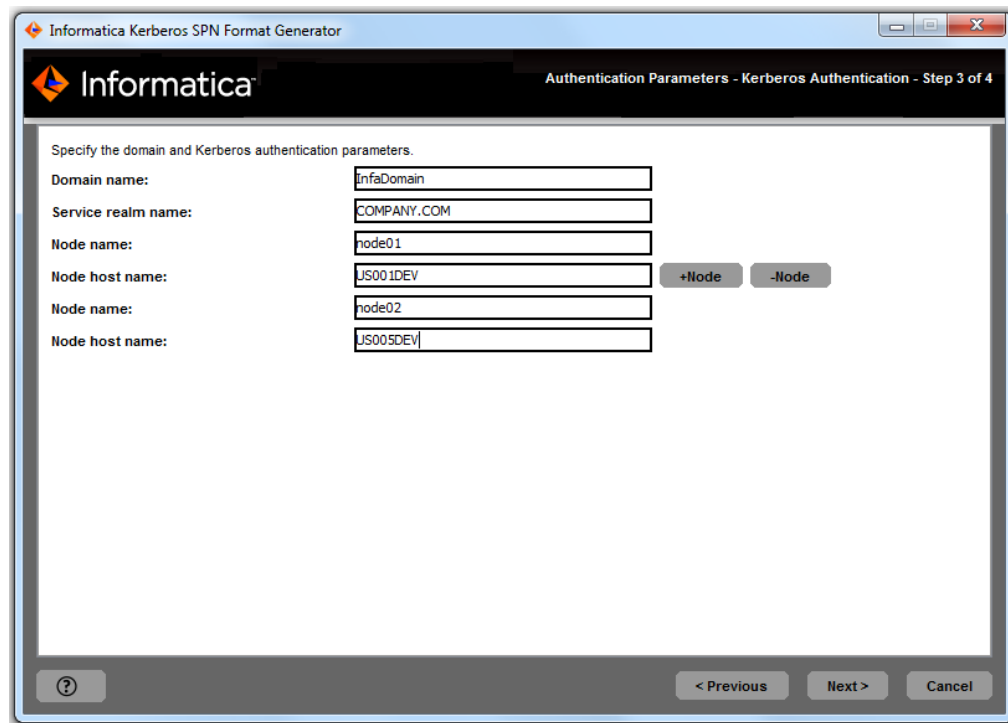 Informatica Kerberos SPN Format Generator
Informatica
Authentication Parameters - Kerberos Authentication - Step 3 of 4
Specify the domain and Kerberos authentication parameters.
Domain name: InfaDomain
Service realm name: COMPANY.COM
Node name: node01
Node host name: US001DEV +Node -Node
Node name: node02
Node host name: US005DEV
? < Previous Next > Cancel